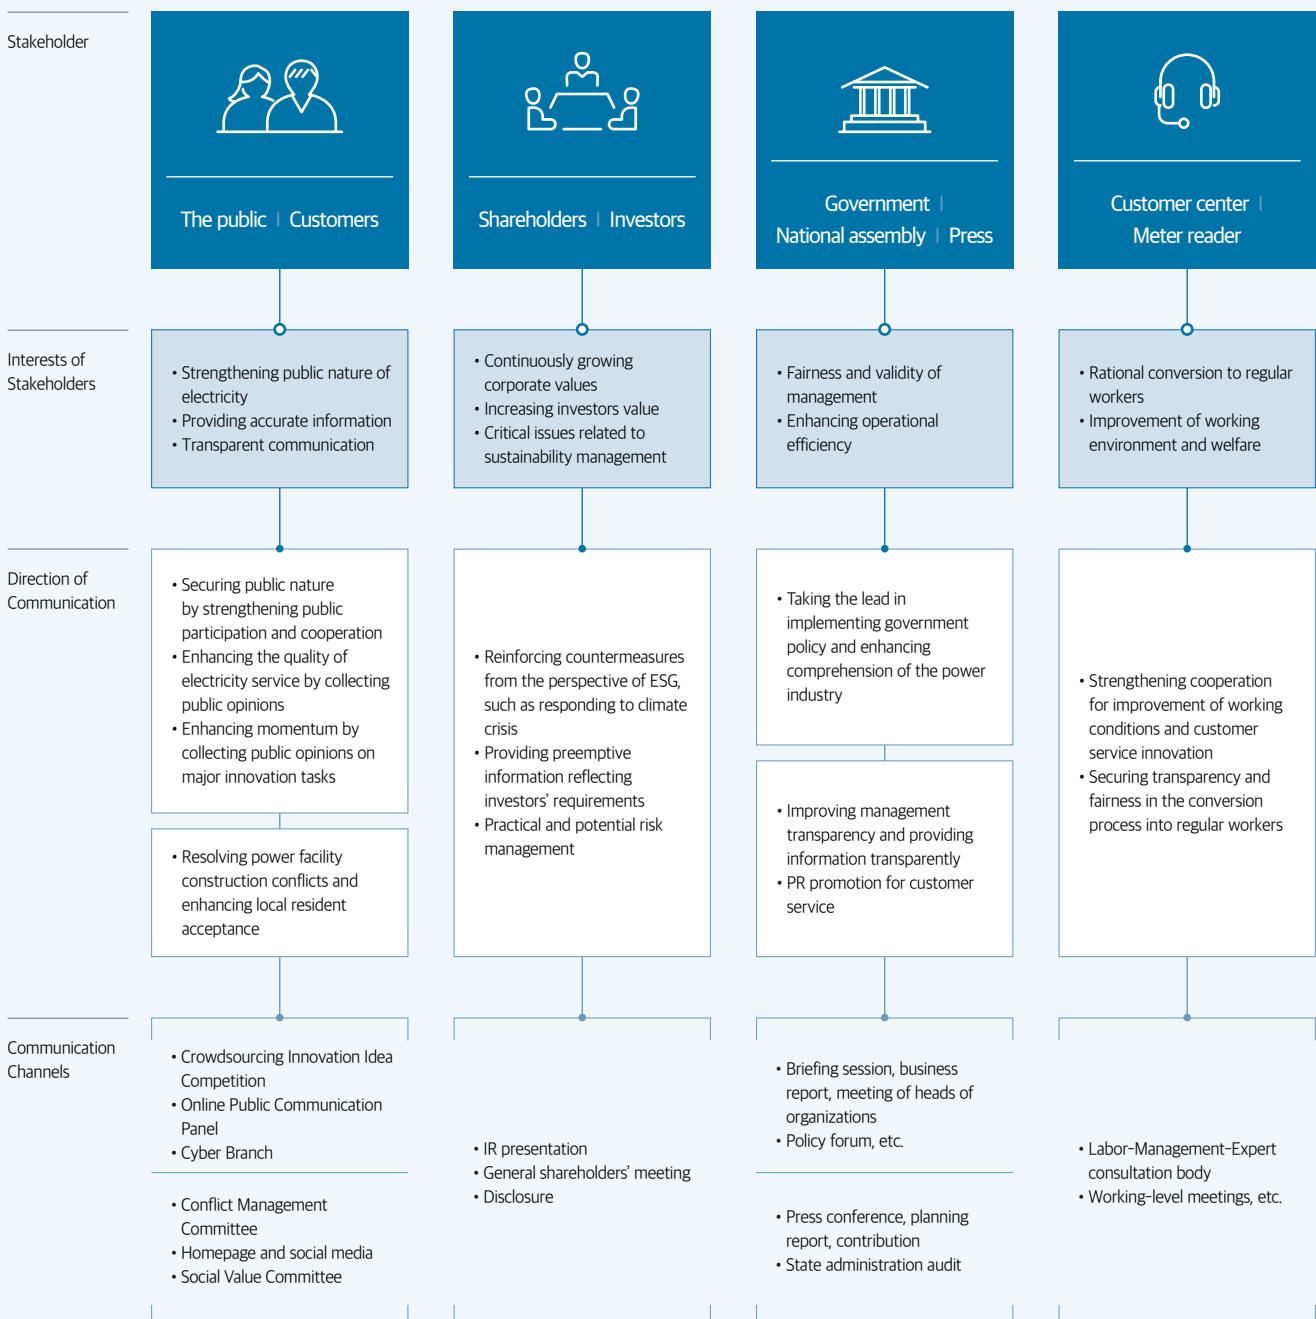 Stakeholder
The public | Customers
Shareholders | Investors
Government |
National assembly | Press
Customer center |
Meter reader
Interests of
Stakeholders
• Strengthening public nature of
electricity
• Providing accurate information
• Transparent communication
• Continuously growing
corporate values
• Increasing investors value
• Critical issues related to
sustainability management
• Fairness and validity of
management
• Enhancing operational
efficiency
• Rational conversion to regular
workers
• Improvement of working
environment and welfare
Direction of
Communication
• Securing public nature
by strengthening public
participation and cooperation
• Enhancing the quality of
electricity service by collecting
public opinions
• Enhancing momentum by
collecting public opinions on
major innovation tasks
• Resolving power facility
construction conflicts and
enhancing local resident
acceptance
• Reinforcing countermeasures
from the perspective of ESG,
such as responding to climate
crisis
• Providing preemptive
information reflecting
investors' requirements
• Practical and potential risk
management
• Taking the lead in
implementing government
policy and enhancing
comprehension of the power
industry
• Improving management
transparency and providing
information transparently
• PR promotion for customer
service
• Strengthening cooperation
for improvement of working
conditions and customer
service innovation
• Securing transparency and
fairness in the conversion
process into regular workers
Communication
Channels
• Crowdsourcing Innovation Idea
Competition
• Online Public Communication
Panel
• Cyber Branch
• Conflict Management
Committee
• Homepage and social media
• Social Value Committee
• IR presentation
• General shareholders' meeting
• Disclosure
• Briefing session, business
report, meeting of heads of
organizations
• Policy forum, etc.
• Press conference, planning
report, contribution
• State administration audit
• Labor-Management-Expert
consultation body
• Working-level meetings, etc.